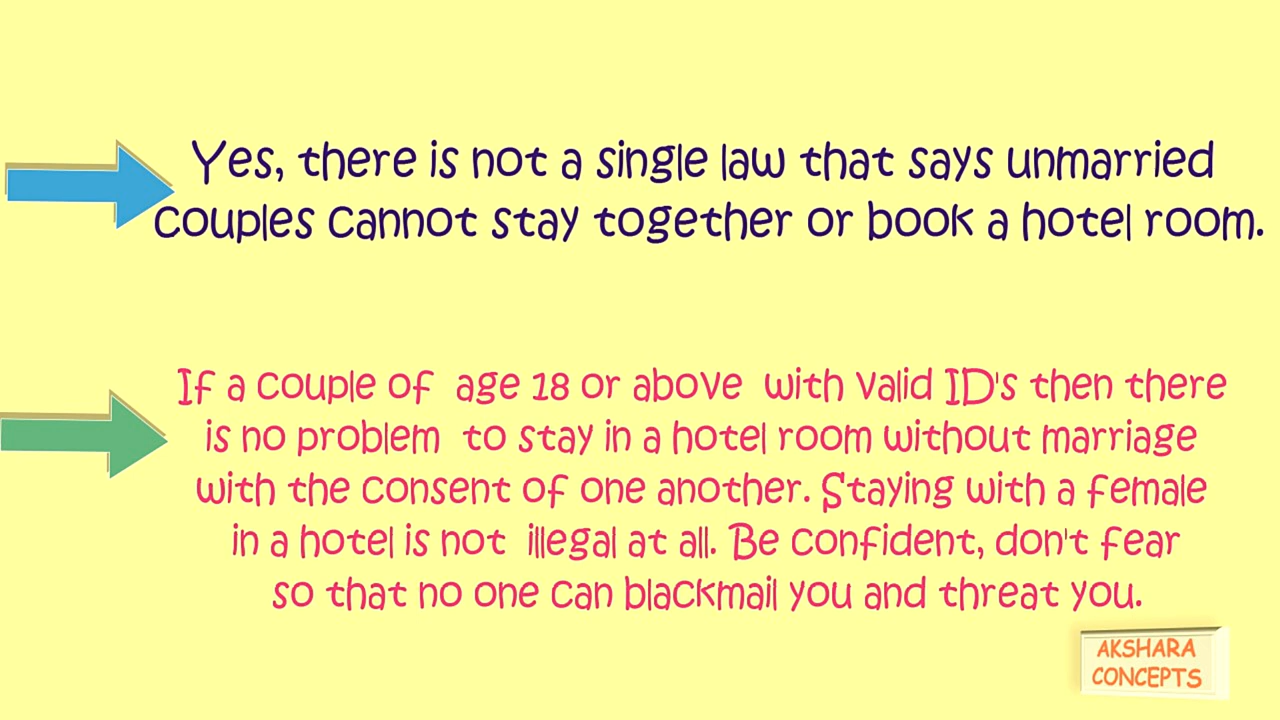 Yes, there is not a single law that says unmarried
couples cannot stay together or book a hotel room.
If a couple of age 18 or above with valid ID's then there
is no problem to stay in a hotel room without marriage
with the consent of one another. Staying with a female
in a hotel is not illegal at all. Be confident, don't fear
so that no one can blackmail you and threat you.
AKSHARA
CONCEPTS